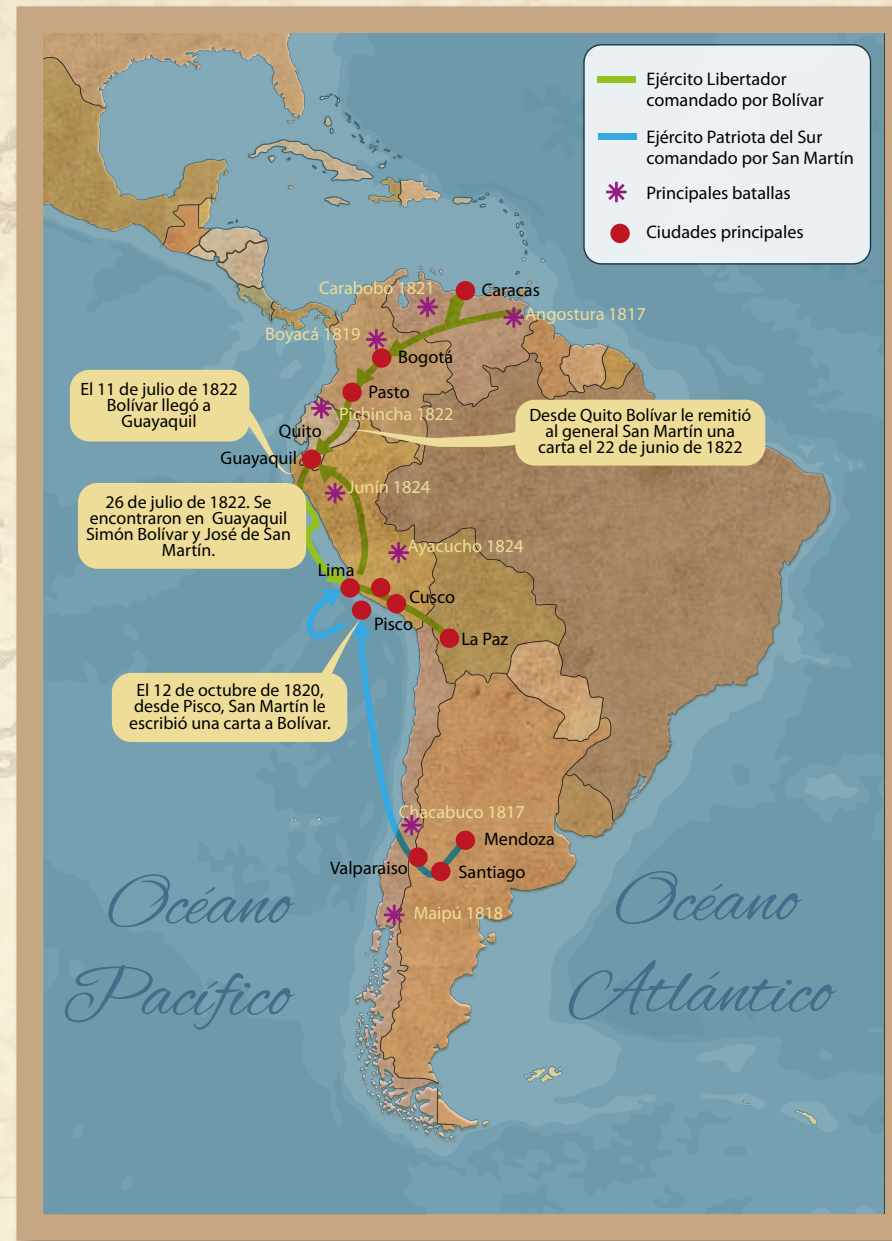 Ejército Libertador
comandado por Bolívar
Ejército Patriota del Sur
comandado por San Martín
Principales batallas
Ciudades principales
Carabobo 1821
Caracas
Angostura 1817
Boyacá 1819
Bogotá
Pasto
El 11 de julio de 1822
Bolívar llegó a
Guayaquil
Pichincha 1822
Quito
Desde Quito Bolívar le remitió
al general San Martín una
carta el 22 de junio de 1822
Guayaquil
Junín 1824
26 de julio de 1822. Se
encontraron en Guayaquil
Simón Bolívar y José de San
Martín.
Ayacucho 1824
Lima
Cusco
Pisco
La Paz
El 12 de octubre de 1820,
desde Pisco, San Martín le
escribió una carta a Bolívar.
Chacabuco 1817
Mendoza
Valparaiso
Santiago
Maipú 1818
Océano
Pacífico
Océano
Atlántico